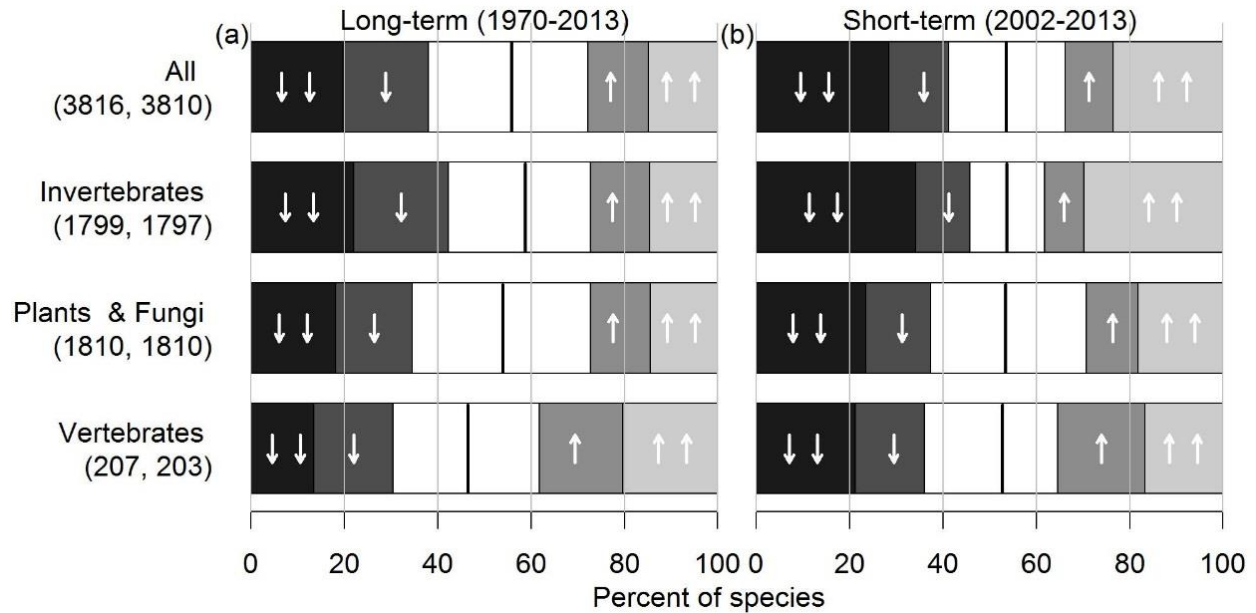 (a) Long-term (1970-2013)
(b) Short-term (2002-2013)
All
(3816, 3810)
Invertebrates
(1799, 1797)
Plants & Fungi
(1810, 1810)
Vertebrates
(207, 203)
0 20 40 60 80 100
0 20 40 60 80 100
Percent of species